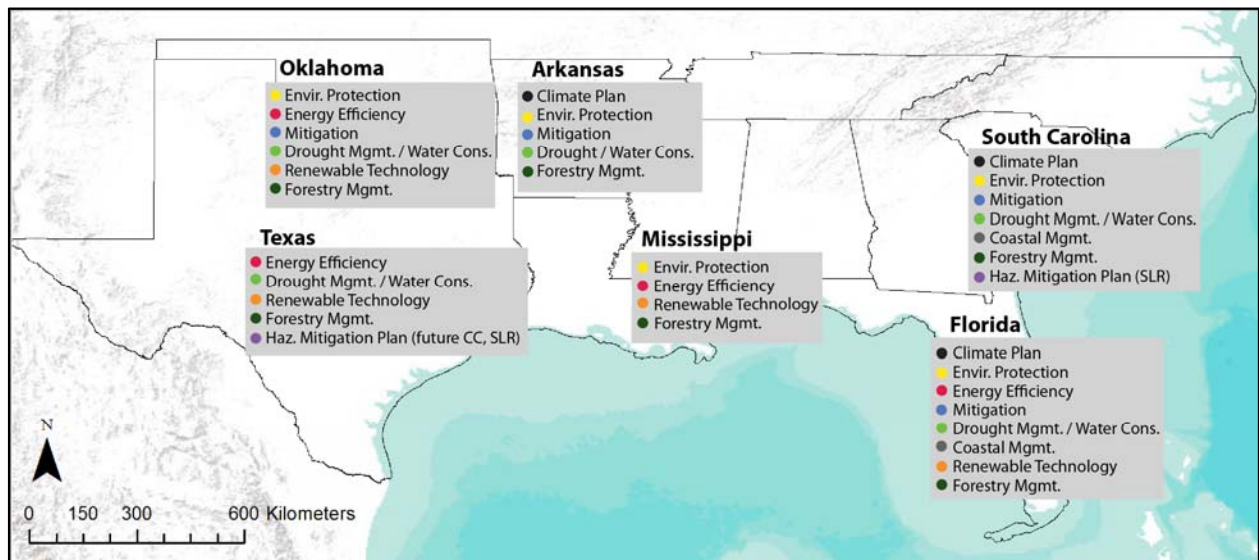 Oklahoma
Envir. Protection
Energy Efficiency
Mitigation
Drought Mgmt. / Water Cons.
Renewable Technology
Forestry Mgmt.
Arkansas
Climate Plan
Envir. Protection
Mitigation
Drought / Water Cons.
Forestry Mgmt.
South Carolina
Climate Plan
Envir. Protection
Mitigation
Drought Mgmt. / Water Cons.
Coastal Mgmt.
Forestry Mgmt.
Haz. Mitigation Plan (SLR)
Texas
Energy Efficiency
Drought Mgmt. / Water Cons.
Renewable Technology
Forestry Mgmt.
Haz. Mitigation Plan (future CC, SLR)
Mississippi
Envir. Protection
Energy Efficiency
Renewable Technology
Forestry Mgmt.
Florida
Climate Plan
Envir. Protection
Energy Efficiency
Mitigation
Drought Mgmt. / Water Cons.
Coastal Mgmt.
Renewable Technology
Forestry Mgmt.
N
0 150 300 600 Kilometers